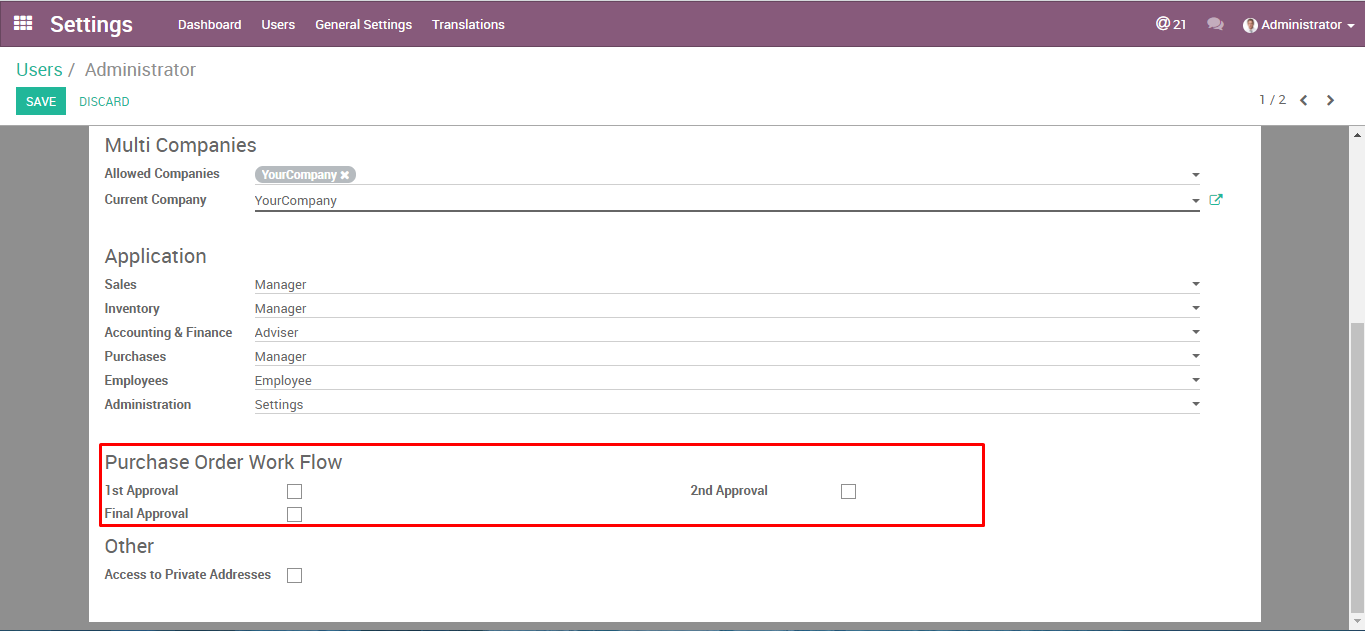 Settings Dashboard Users General Settings Translations @ 21 Administrator
Users / Administrator
SAVE DISCARD 1 / 2
Multi Companies
Allowed Companies YourCompany ✖
Current Company YourCompany
Application
Sales Manager
Inventory Manager
Accounting & Finance Adviser
Purchases Manager
Employees Employee
Administration Settings
Purchase Order Work Flow
1st Approval 2nd Approval
Final Approval
Other
Access to Private Addresses